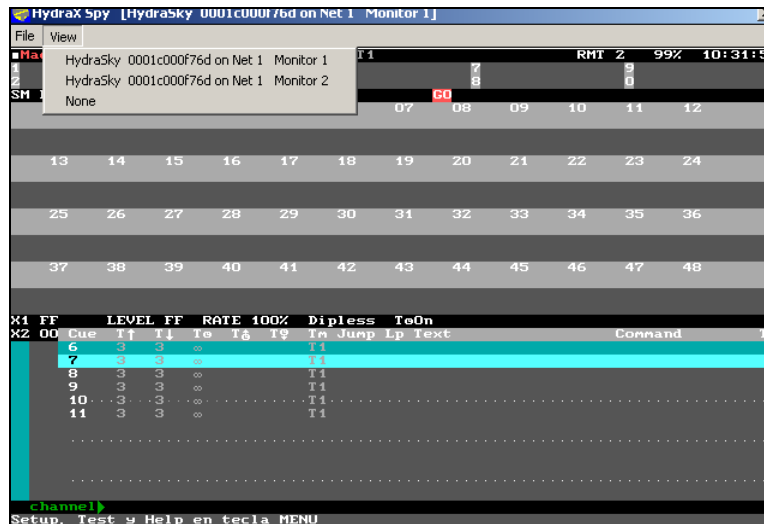 HydraX Spy [HydraSky 0001c000f76d on Net 1 Monitor 1]
File View
HydraSky 0001c000f76d on Net 1 Monitor 1
HydraSky 0001c000f76d on Net 1 Monitor 2
None
T1 RMT 2 99% 10:31:5
1 7 9
2 8 0
SM GO
07 08 09 10 11 12
13 14 15 16 17 18 19 20 21 22 23 24
25 26 27 28 29 30 31 32 33 34 35 36
37 38 39 40 41 42 43 44 45 46 47 48
X1 FF LEVEL FF RATE 100% Dipless ToOn
X2 00 Cue T↑ T↓ Tm Jump Lp Text Command T
6 3 3 ∞ T1
7 3 3 ∞ T1
8 3 3 ∞ T1
9 3 3 ∞ T1
10 3 3 ∞ T1
11 3 3 ∞ T1
channel
Setup, Test y Help en tecla MENU